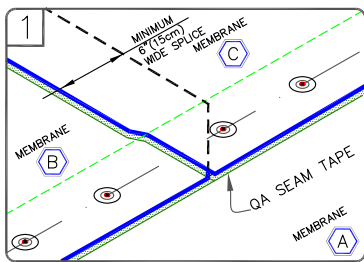 1
MINIMUM
6"(15cm)
WIDE SPLICE
MEMBRANE
C
MEMBRANE
B
QA SEAM TAPE
MEMBRANE
A